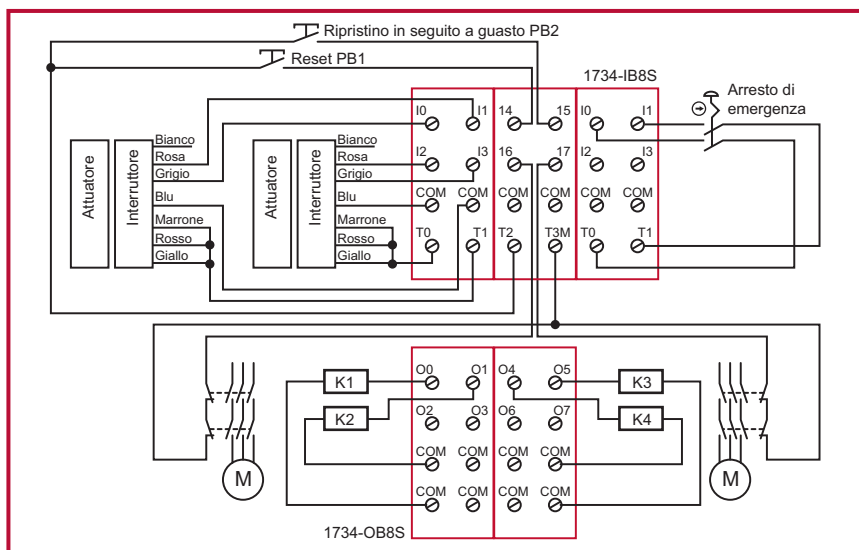 Ripristino in seguito a guasto PB2
Reset PB1
1734-IB8S
Arresto di
emergenza
I0 I1 14 15 I0 I1
Attuatore
Interruttore
Bianco
Rosa
Grigio
Blu
Marrone
Rosso
Giallo
Attuatore
Interruttore
Bianco
Rosa
Grigio
Blu
Marrone
Rosso
Giallo
I2 I3 16 17 I2 I3
COM COM COM COM COM COM
T0 T1 T2 T3M T0 T1
K1
K2
O0 O1 O4 O5
K3
K4
O2 O3 O6 O7
COM COM COM COM
COM COM COM COM
M
M
1734-OB8S